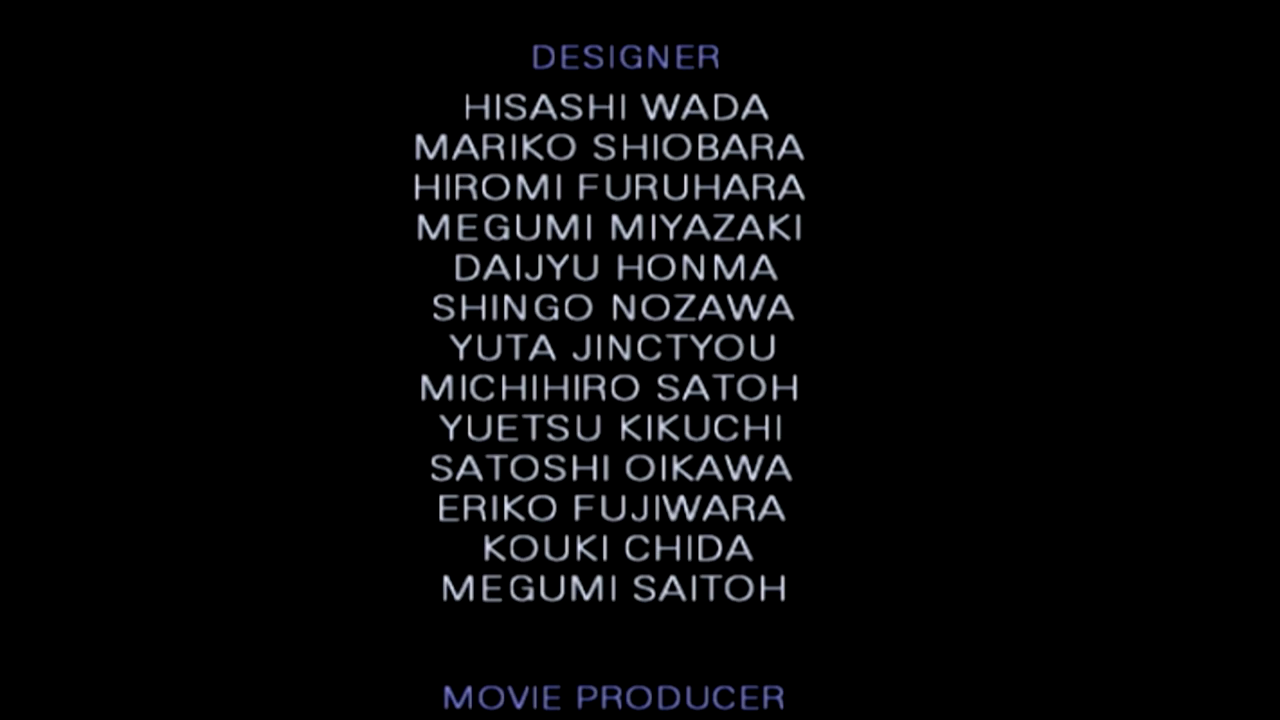 DESIGNER
HISASHI WADA
MARIKO SHIOBARA
HIROMI FURUHARA
MEGUMI MIYAZAKI
DAIJYU HONMA
SHINGO NOZAWA
YUTA JINCTYOU
MICHIHIRO SATOH
YUETSU KIKUCHI
SATOSHI OIKAWA
ERIKO FUJIWARA
KOUKI CHIDA
MEGUMI SAITOH
MOVIE PRODUCER